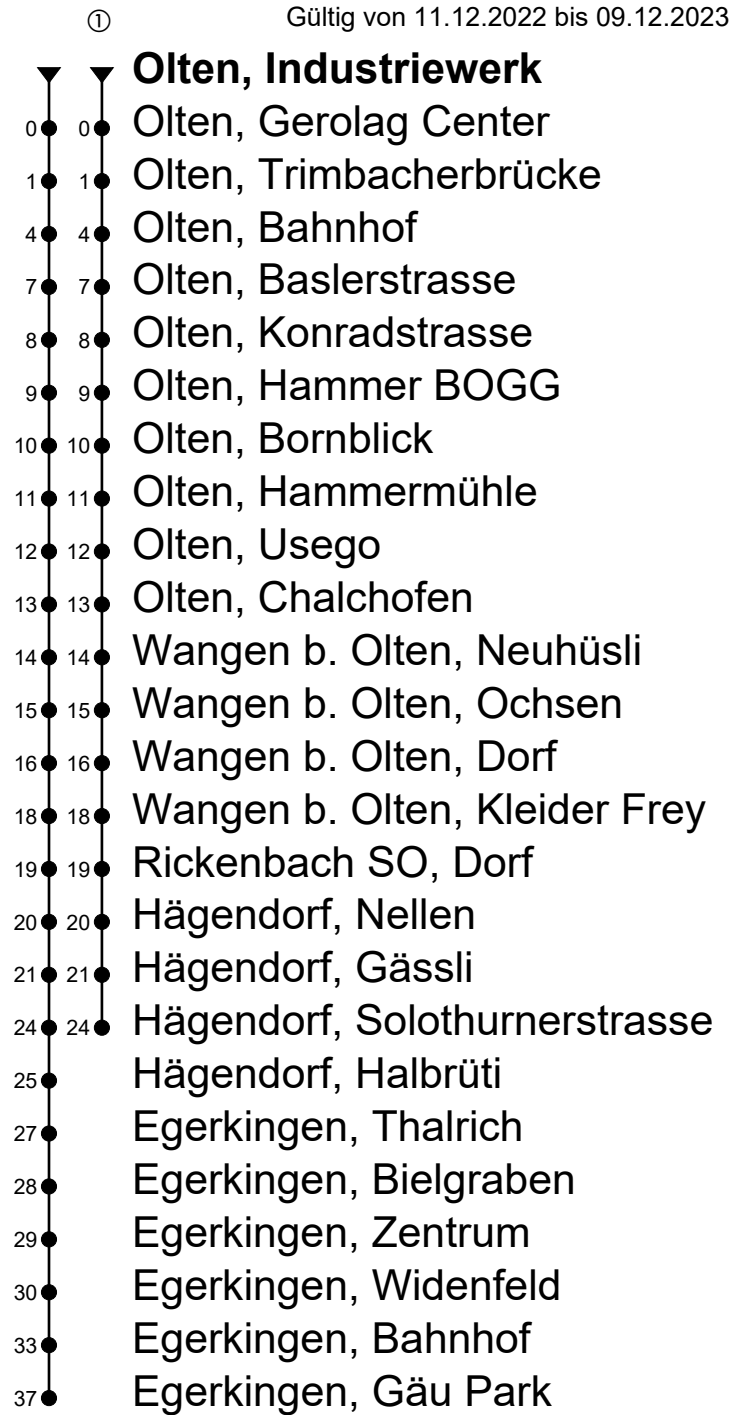 ① Gültig von 11.12.2022 bis 09.12.2023
Olten, Industriewerk
0 0 Olten, Gerolag Center
1 1 Olten, Trimbacherbrücke
4 4 Olten, Bahnhof
7 7 Olten, Baslerstrasse
8 8 Olten, Konradstrasse
9 9 Olten, Hammer BOGG
10 10 Olten, Bornblick
11 11 Olten, Hammermühle
12 12 Olten, Usego
13 13 Olten, Chalchofen
14 14 Wangen b. Olten, Neuhüsli
15 15 Wangen b. Olten, Ochsen
16 16 Wangen b. Olten, Dorf
18 18 Wangen b. Olten, Kleider Frey
19 19 Rickenbach SO, Dorf
20 20 Hägendorf, Nellen
21 21 Hägendorf, Gässli
24 24 Hägendorf, Solothurnerstrasse
25 Hägendorf, Halbrüti
27 Egerkingen, Thalrich
28 Egerkingen, Bielgraben
29 Egerkingen, Zentrum
30 Egerkingen, Widenfeld
33 Egerkingen, Bahnhof
37 Egerkingen, Gäu Park